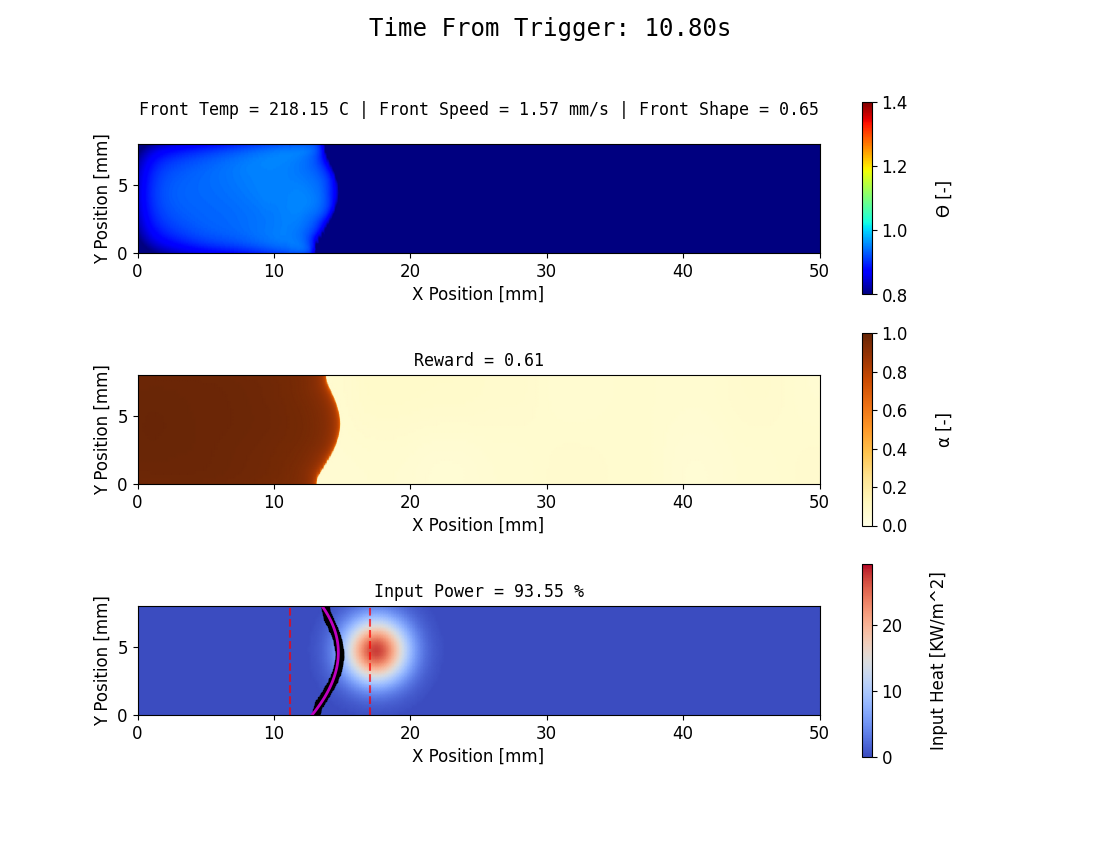 Time From Trigger: 10.80s
Front Temp = 218.15 C | Front Speed = 1.57 mm/s | Front Shape = 0.65
Y Position [mm]
5
0
0 10 20 30 40 50
X Position [mm]
1.4
1.2
1.0
0.8
Θ [-]
Reward = 0.61
Y Position [mm]
5
0
0 10 20 30 40 50
X Position [mm]
1.0
0.8
0.6
0.4
0.2
0.0
α [-]
Input Power = 93.55 %
Y Position [mm]
5
0
0 10 20 30 40 50
X Position [mm]
20
10
0
Input Heat [KW/m^2]